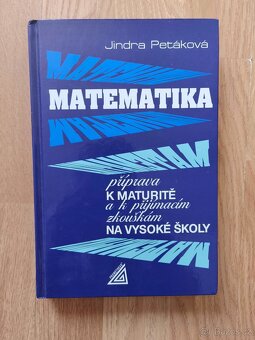 Jindra Petáková
MATEMATIKA
příprava
K MATURITĚ
a k přijímacím
zkouškám
NA VYSOKÉ ŠKOLY